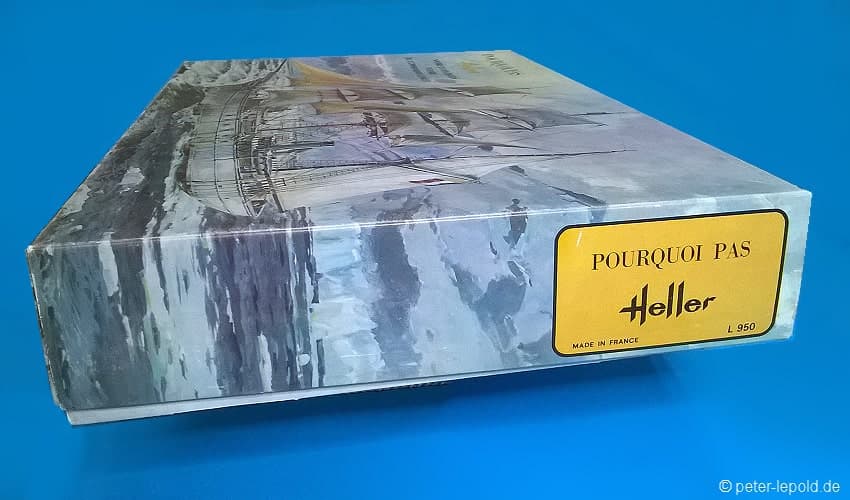 POURQUOI PAS
Heller
L 950
MADE IN FRANCE
© peter-lepold.de